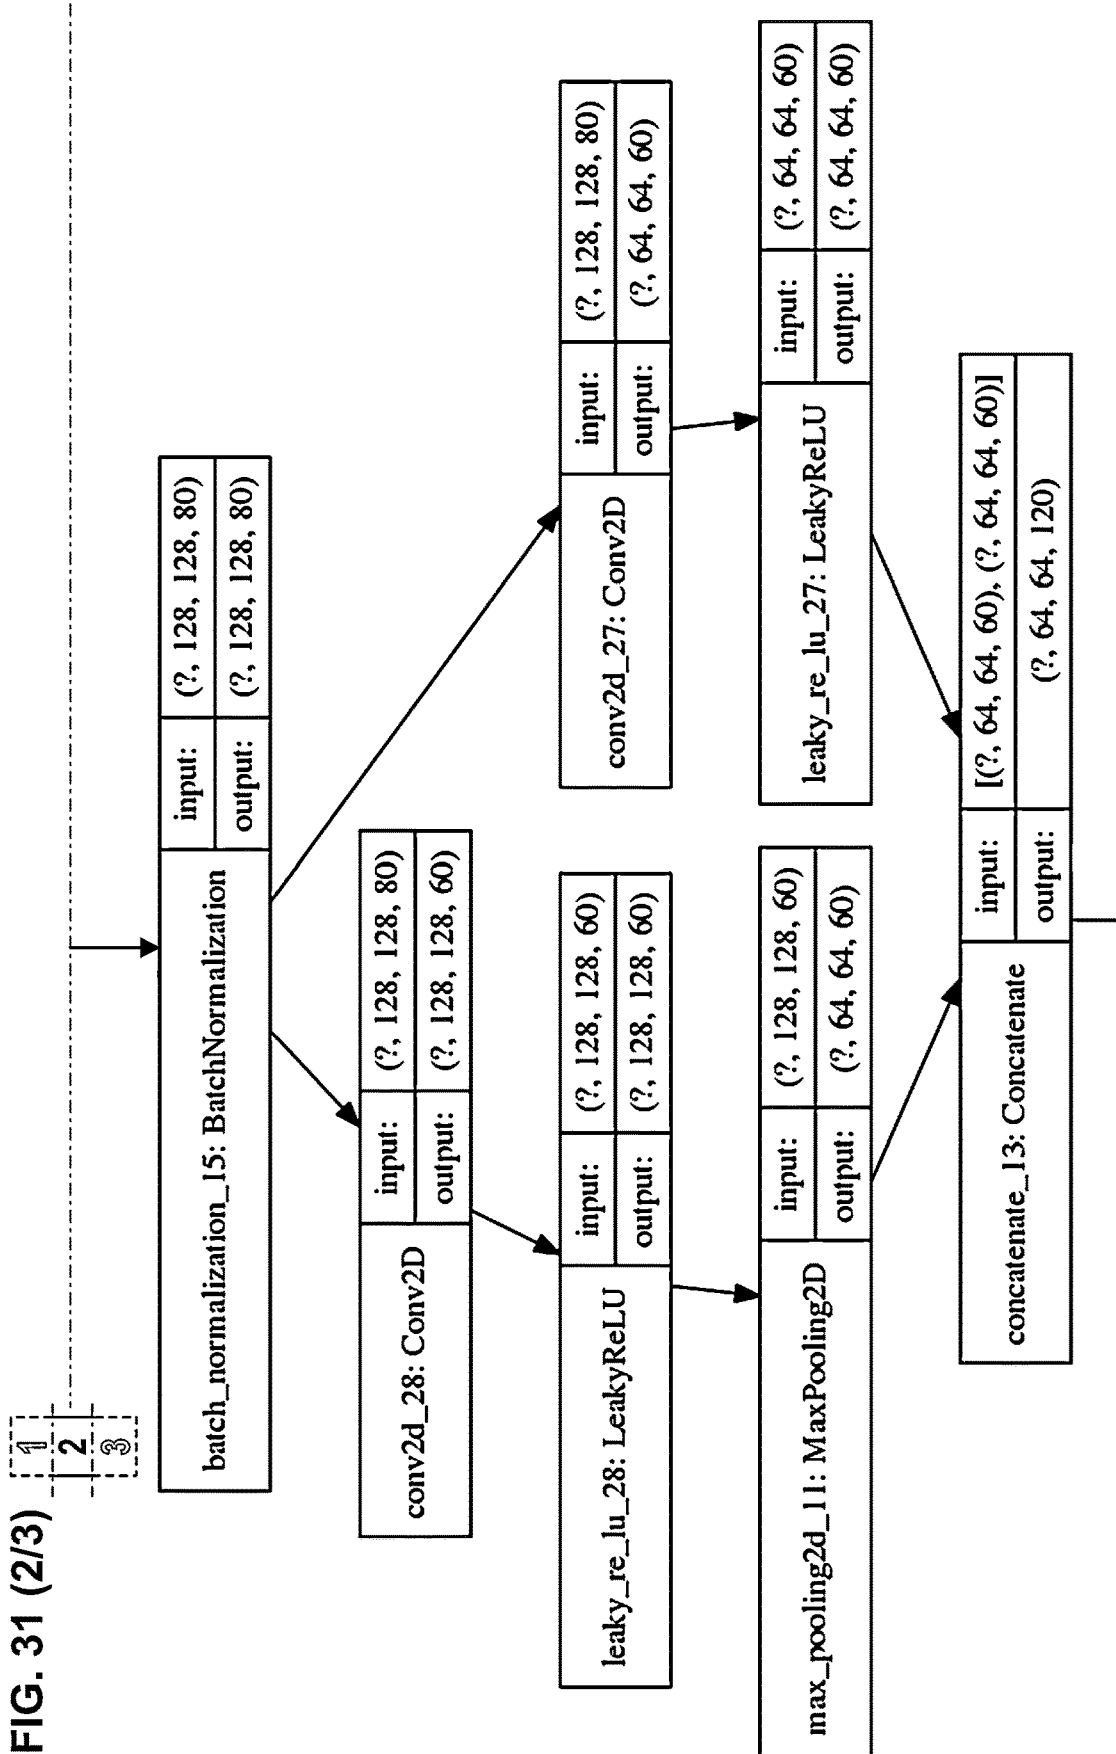 FIG. 31 (2/3)
1
2
3
batch_normalization_15: BatchNormalization
input:
(?, 128, 128, 80)
output:
(?, 128, 128, 80)
conv2d_28: Conv2D
input:
(?, 128, 128, 80)
output:
(?, 128, 128, 60)
conv2d_27: Conv2D
input:
(?, 128, 128, 80)
output:
(?, 64, 64, 60)
leaky_re_lu_28: LeakyReLU
input:
(?, 128, 128, 60)
output:
(?, 128, 128, 60)
leaky_re_lu_27: LeakyReLU
input:
(?, 64, 64, 60)
output:
(?, 64, 64, 60)
max_pooling2d_11: MaxPooling2D
input:
(?, 128, 128, 60)
output:
(?, 64, 64, 60)
concatenate_13: Concatenate
input:
[(?, 64, 64, 60), (?, 64, 64, 60)]
output:
(?, 64, 64, 120)